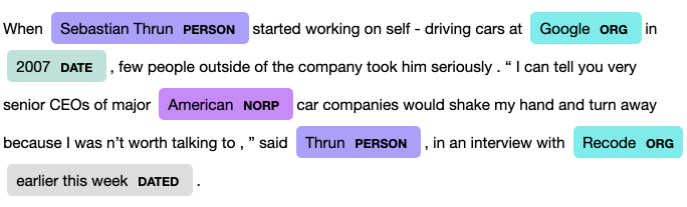 When Sebastian Thrun PERSON started working on self - driving cars at Google ORG in
2007 DATE , few people outside of the company took him seriously . “ I can tell you very
senior CEOs of major American NORP car companies would shake my hand and turn away
because I was n’t worth talking to , ” said Thrun PERSON , in an interview with Recode ORG
earlier this week DATED .